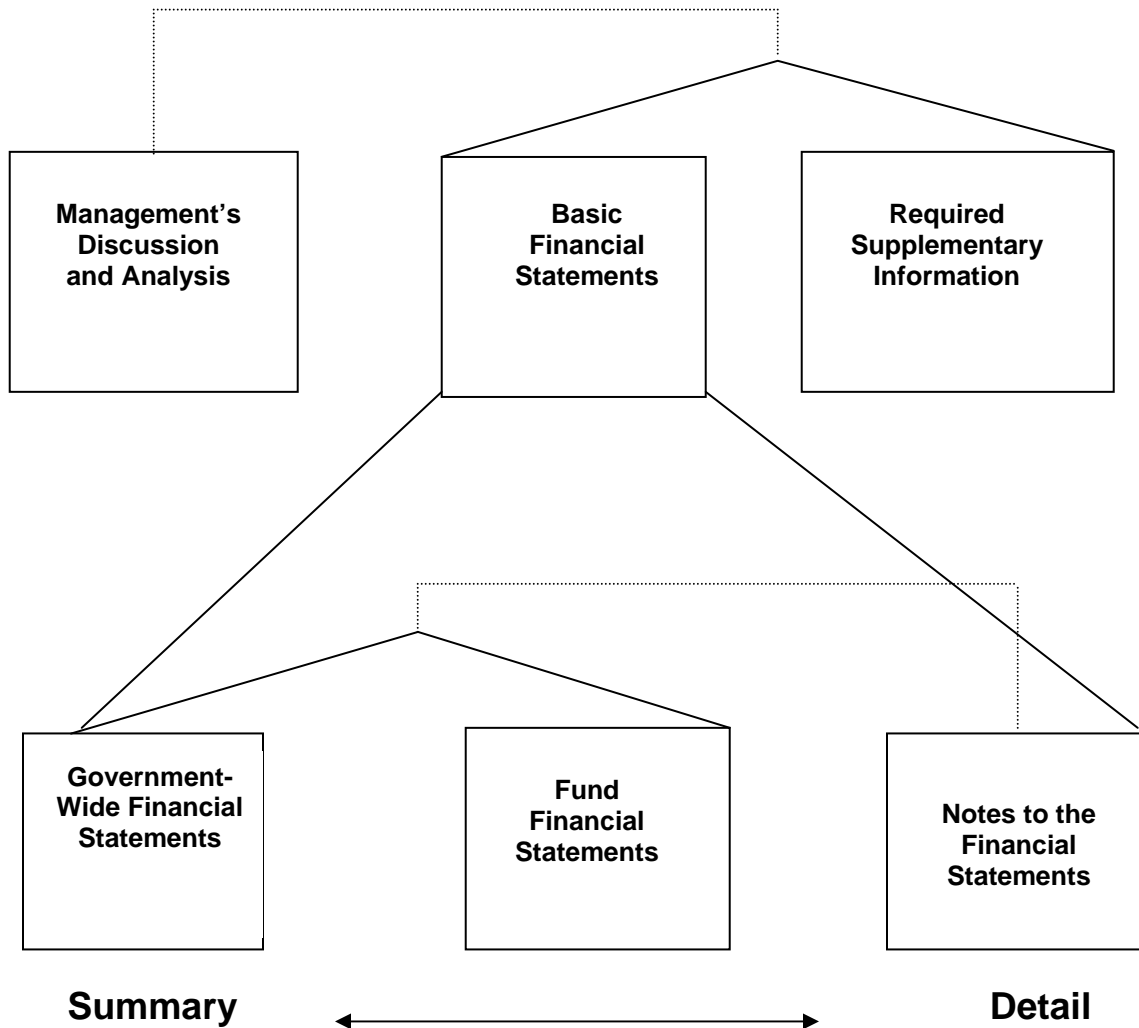 Management’s
Discussion
and Analysis
Basic
Financial
Statements
Required
Supplementary
Information
Government-
Wide Financial
Statements
Fund
Financial
Statements
Notes to the
Financial
Statements
Summary
Detail